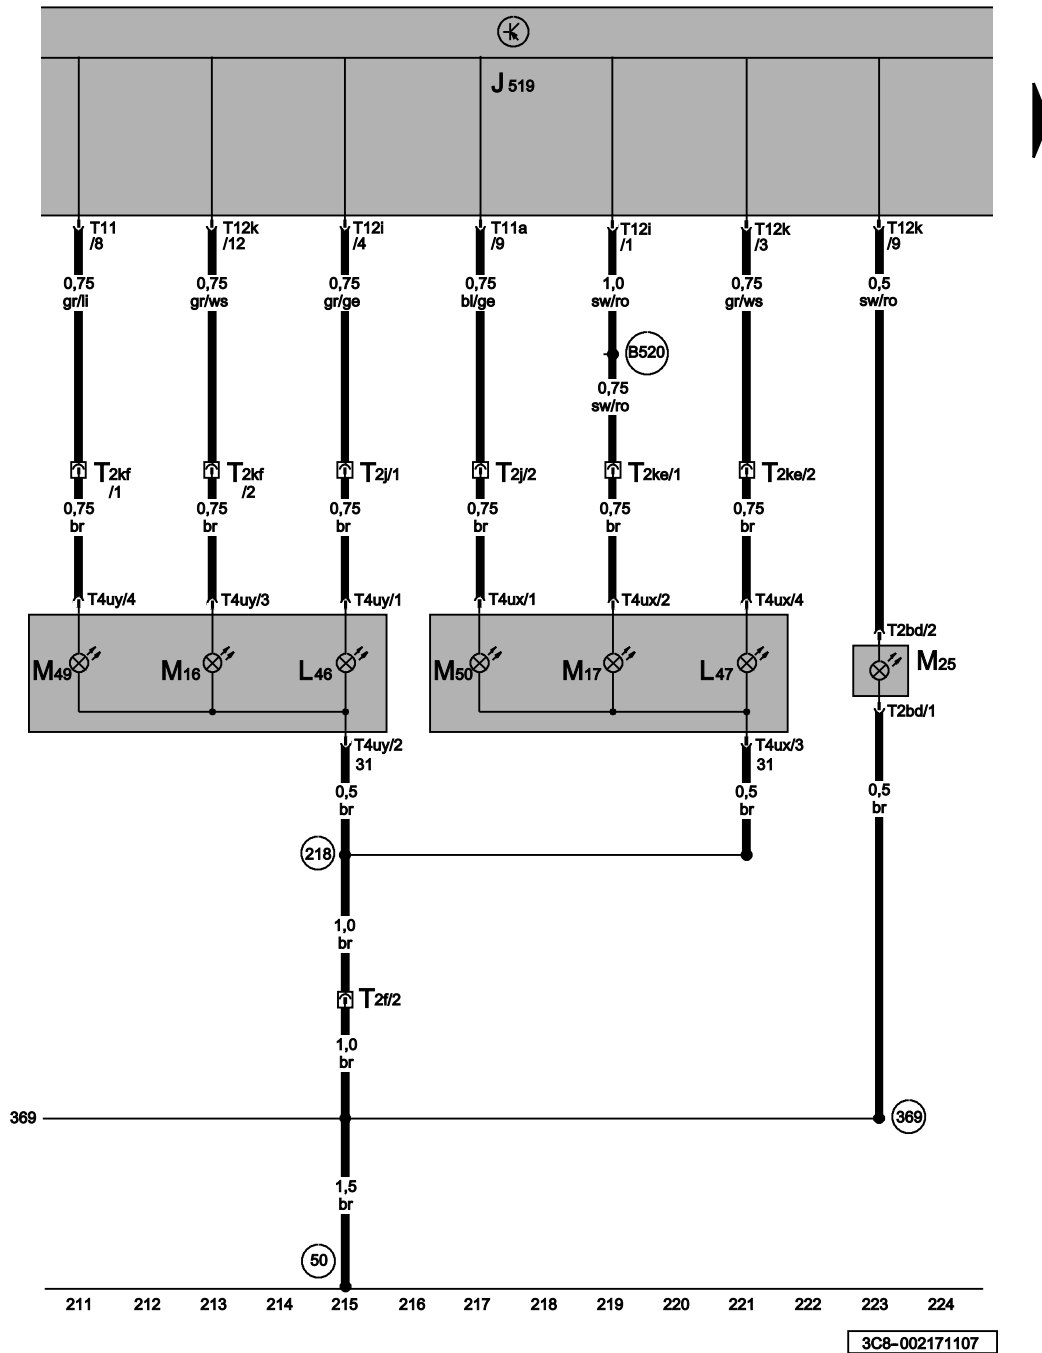 J 519
T11 T12k T12i T11a T12i T12k T12k
/8 /12 /4 /9 /1 /3 /9
0,75 0,75 0,75 0,75 1,0 0,75 0,5
gr/li gr/ws gr/ge bl/ge sw/ro gr/ws sw/ro
B520
0,75
sw/ro
T2kf T2kf T2j/1 T2j/2 T2ke/1 T2ke/2
/1 /2
0,75 0,75 0,75 0,75 0,75 0,75
br br br br br br
T4uy/4 T4uy/3 T4uy/1 T4ux/1 T4ux/2 T4ux/4
T2bd/2
M49 M16 L46 M50 M17 L47 M25
T2bd/1
T4uy/2 T4ux/3
31 31
0,5 0,5 0,5
br br br
218
1,0
br
T2f/2
1,0
br
369 369
1,5
br
50
211 212 213 214 215 216 217 218 219 220 221 222 223 224
3C8-002171107